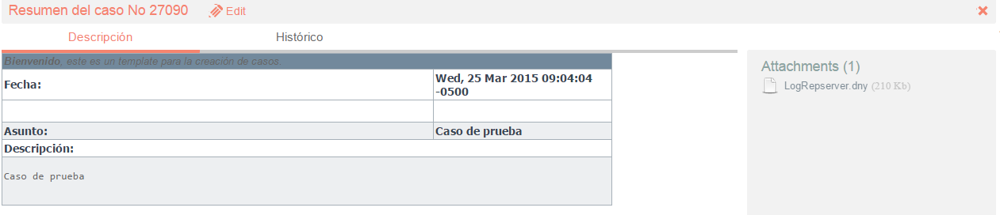 Resumen del caso No 27090
Edit
Descripción
Histórico
Bienvenido, este es un template para la creación de casos.
Fecha:
Wed, 25 Mar 2015 09:04:04
-0500
Asunto:
Caso de prueba
Descripción:
Caso de prueba
Attachments (1)
LogRepserver.dny (210 Kb)